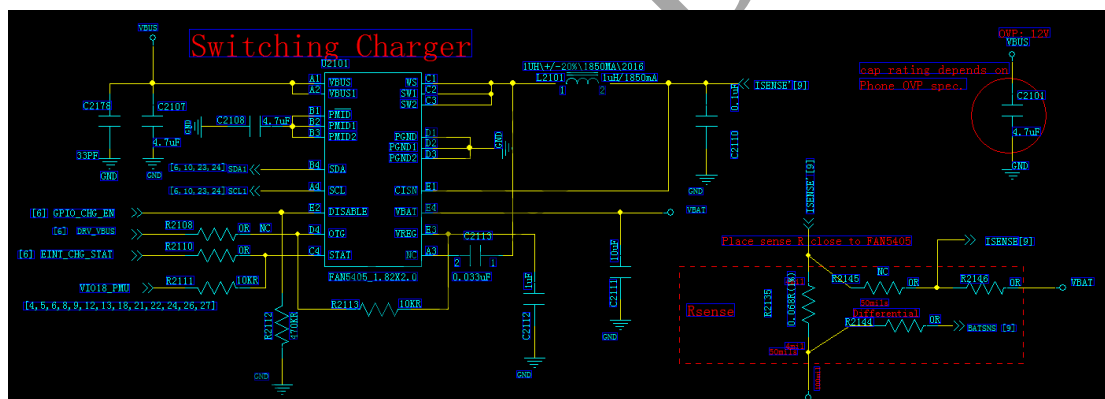 Switching Charger
VBUS
U2101
A1 VBUS
A2 VBUS1
B1 PMID
B2 PMID1
B3 PMID2
B4 SDA
A4 SCL
E2 DISABLE
D4 OTG
C4 STAT
WS C1
SW1 C2
SW2 C3
PGND D1
PGND1 D2
PGND2 D3
CISN E1
VBAT E4
VREG E3
NC A3
FAN5405_1.82X2.0
C2178
33PF
GND
C2107
4.7uF
GND
GND
C2108
4.7uF
[6,10,23,24] SDA1
[6,10,23,24] SCL1
[6] GPIO_CHG_EN
[6] DRV_VBUS
R2108
0R NC
[6] EINT_CHG_STAT
R2110
0R
VIO18_PMU
R2111
10KR
[4,5,6,8,9,12,13,18,21,22,24,26,27]
R2112
470KR
GND
R2113
10KR
1UH\+/-20%\1850MA\2016
L2101
1uH/1850mA
1 2
GND
ISENSE'[9]
0.1uF
C2110
GND
VBAT
C2113
2 1
0.033uF
1uF
C2112
GND
10uF
C2111
GND
OVP: 12V
VBUS
cap rating depends on
Phone OVP spec.
C2101
4.7uF
GND
ISENSE'[9]
Place sense R close to FAN5405
ISENSE[9]
Rsense
R2135
0.068R(1%)
R2145
NC
0R
R2146
0R
VBAT
50mils
Differential
R2144
0R
BATSNS [9]
50mils